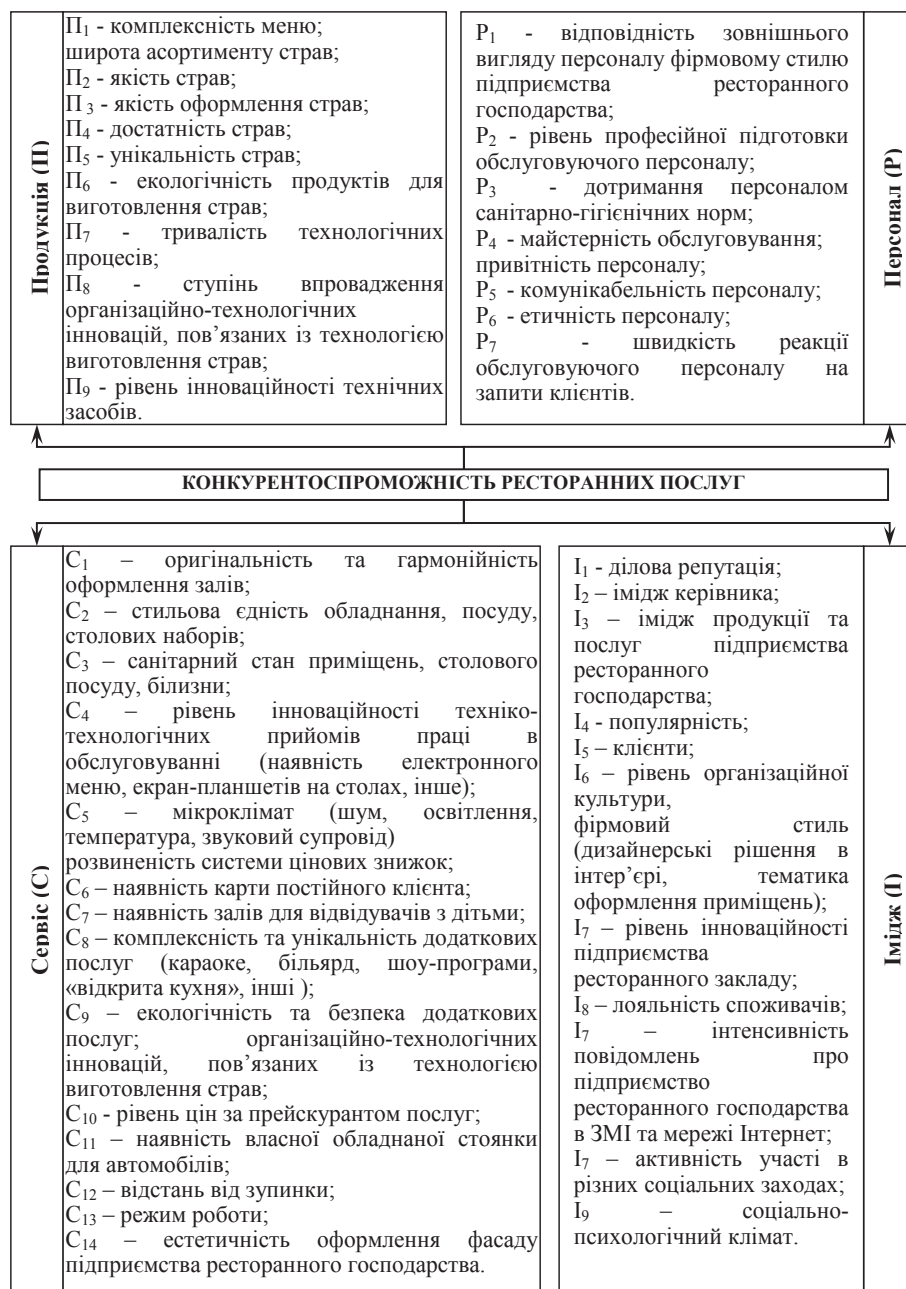 Продукція (П)
П₁ - комплексність меню;
широта асортименту страв;
П₂ - якість страв;
П ₃ - якість оформлення страв;
П₄ - достатність страв;
П₅ - унікальність страв;
П₆ - екологічність продуктів для
виготовлення страв;
П₇ - тривалість технологічних
процесів;
П₈ - ступінь впровадження
організаційно-технологічних
інновацій, пов’язаних із технологією
виготовлення страв;
П₉ - рівень інноваційності технічних
засобів.
Р₁ - відповідність зовнішнього
вигляду персоналу фірмовому стилю
підприємства ресторанного
господарства;
Р₂ - рівень професійної підготовки
обслуговуючого персоналу;
Р₃ - дотримання персоналом
санітарно-гігієнічних норм;
Р₄ - майстерність обслуговування;
привітність персоналу;
Р₅ - комунікабельність персоналу;
Р₆ - етичність персоналу;
Р₇ - швидкість реакції
обслуговуючого персоналу на
запити клієнтів.
Персонал (Р)
КОНКУРЕНТОСПРОМОЖНІСТЬ РЕСТОРАННИХ ПОСЛУГ
Сервіс (С)
С₁ – оригінальність та гармонійність
оформлення залів;
С₂ – стильова єдність обладнання, посуду,
столових наборів;
С₃ – санітарний стан приміщень, столового
посуду, білизни;
С₄ – рівень інноваційності техніко-
технологічних прийомів праці в
обслуговуванні (наявність електронного
меню, екран-планшетів на столах, інше);
С₅ – мікроклімат (шум, освітлення,
температура, звуковий супровід)
розвиненість системи цінових знижок;
С₆ – наявність карти постійного клієнта;
С₇ – наявність залів для відвідувачів з дітьми;
С₈ – комплексність та унікальність додаткових
послуг (караоке, більярд, шоу-програми,
«відкрита кухня», інші );
С₉ – екологічність та безпека додаткових
послуг; організаційно-технологічних
інновацій, пов’язаних із технологією
виготовлення страв;
С₁₀ - рівень цін за прейскурантом послуг;
С₁₁ – наявність власної обладнаної стоянки
для автомобілів;
С₁₂ – відстань від зупинки;
С₁₃ – режим роботи;
С₁₄ – естетичність оформлення фасаду
підприємства ресторанного господарства.
І₁ - ділова репутація;
І₂ – імідж керівника;
І₃ – імідж продукції та
послуг підприємства
ресторанного
господарства;
І₄ - популярність;
І₅ – клієнти;
І₆ – рівень організаційної
культури,
фірмовий стиль
(дизайнерські рішення в
інтер’єрі, тематика
оформлення приміщень);
І₇ – рівень інноваційності
підприємства
ресторанного закладу;
І₈ – лояльність споживачів;
І₇ – інтенсивність
повідомлень про
підприємство
ресторанного господарства
в ЗМІ та мережі Інтернет;
І₇ – активність участі в
різних соціальних заходах;
І₉ – соціально-
психологічний клімат.
Імідж (І)